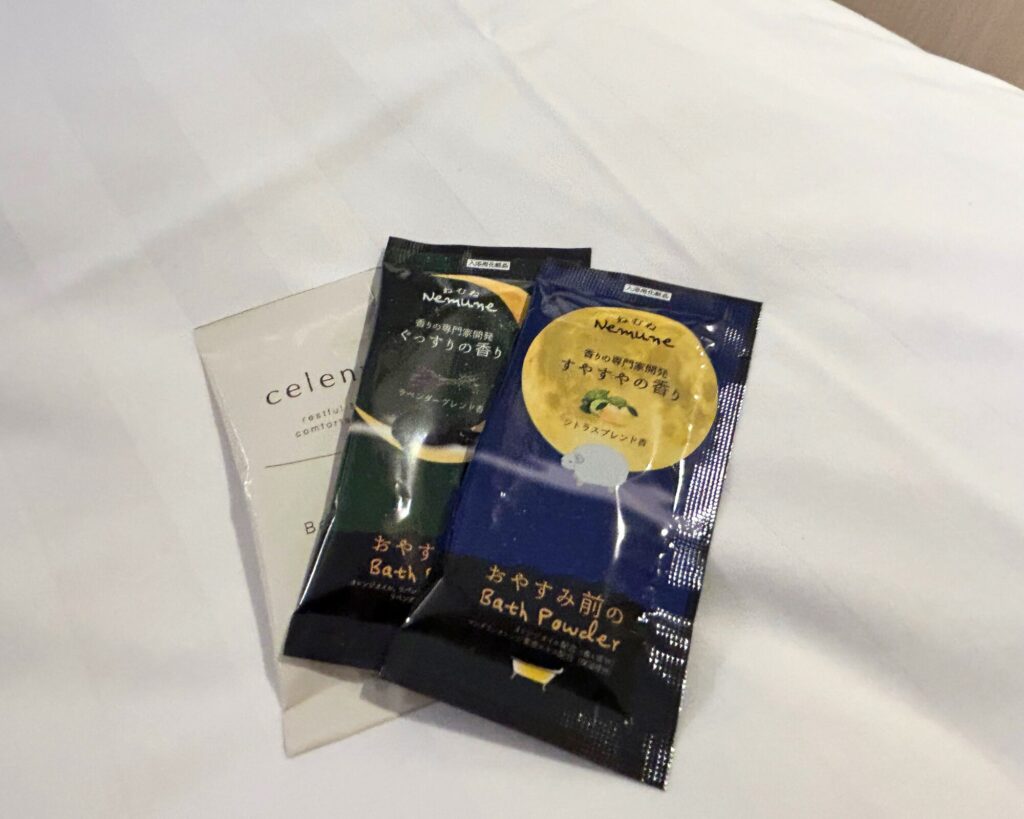 celen
restful
comfort
B
入浴用化粧品
ねむね
Nemune
香りの専門家開発
ぐっすりの香り
ラベンダーブレンド香
おやす
Bath
入浴用化粧品
ねむね
Nemune
香りの専門家開発
すやすやの香り
シトラスブレンド香
おやすみ前の
Bath Powder